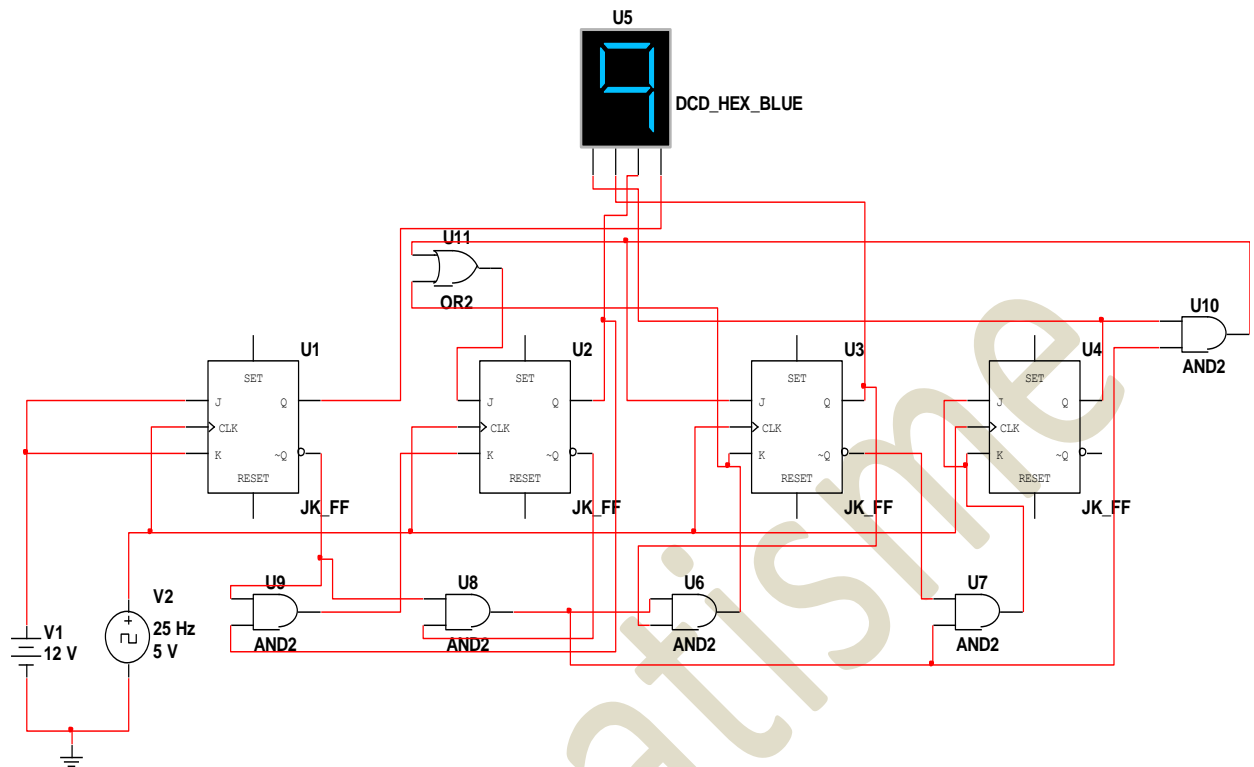 U5
9
DCD_HEX_BLUE
U11
OR2
U10
AND2
U1
SET
J
Q
CLK
K
~Q
RESET
JK_FF
U2
SET
J
Q
CLK
K
~Q
RESET
JK_FF
U3
SET
J
Q
CLK
K
~Q
RESET
JK_FF
U4
SET
J
Q
CLK
K
~Q
RESET
JK_FF
U9
AND2
U8
AND2
U6
AND2
U7
AND2
V1
12 V
V2
25 Hz
5 V
atisme